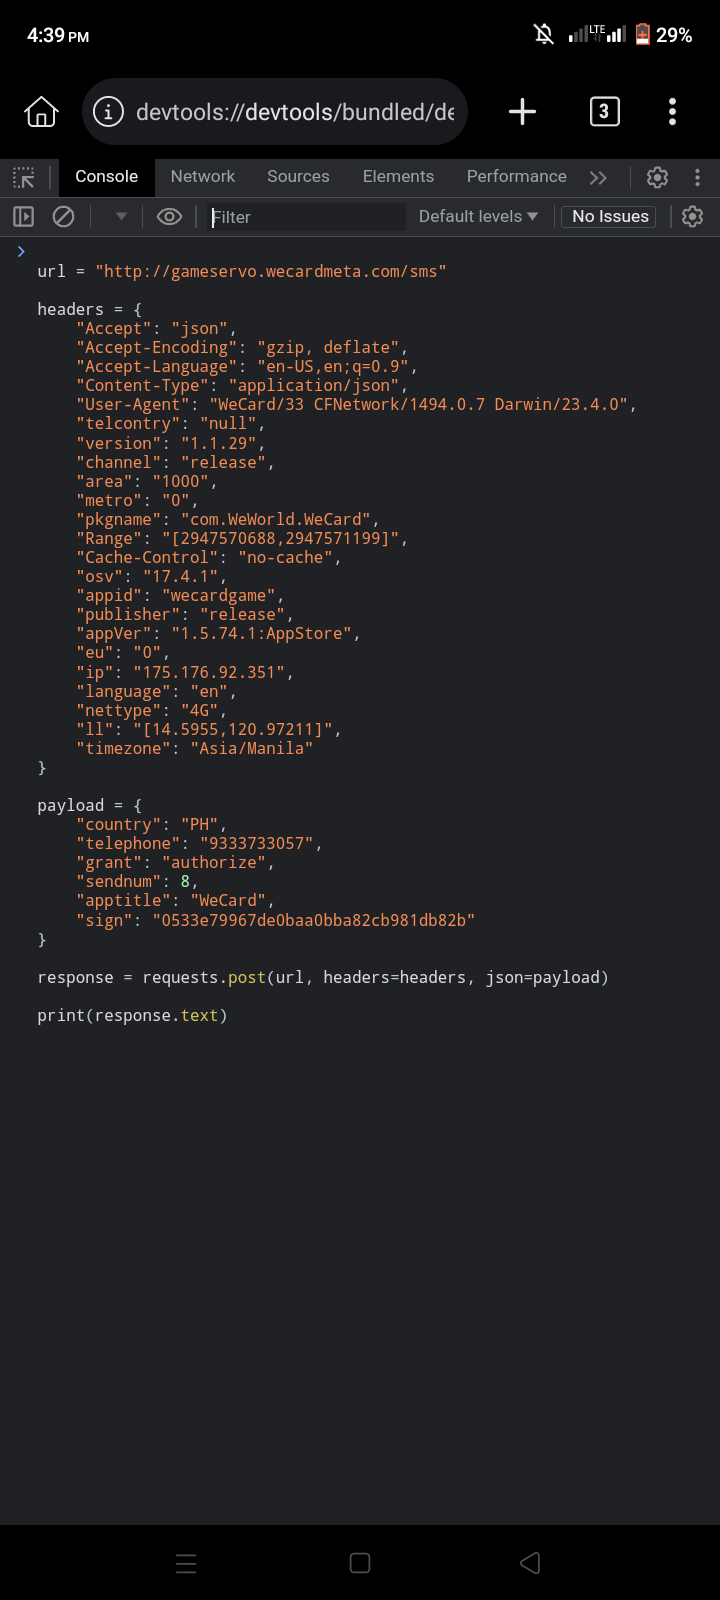 4:39 PM LTE 29%
devtools://devtools/bundled/de 3
Console Network Sources Elements Performance
Filter Default levels No Issues
url = "http://gameservo.wecardmeta.com/sms"
headers = {
"Accept": "json",
"Accept-Encoding": "gzip, deflate",
"Accept-Language": "en-US,en;q=0.9",
"Content-Type": "application/json",
"User-Agent": "WeCard/33 CFNetwork/1494.0.7 Darwin/23.4.0",
"telcontry": "null",
"version": "1.1.29",
"channel": "release",
"area": "1000",
"metro": "0",
"pkgname": "com.WeWorld.WeCard",
"Range": "[2947570688,2947571199]",
"Cache-Control": "no-cache",
"osv": "17.4.1",
"appid": "wecardgame",
"publisher": "release",
"appVer": "1.5.74.1:AppStore",
"eu": "0",
"ip": "175.176.92.351",
"language": "en",
"nettype": "4G",
"ll": "[14.5955,120.97211]",
"timezone": "Asia/Manila"
}
payload = {
"country": "PH",
"telephone": "9333733057",
"grant": "authorize",
"sendnum": 8,
"apptitle": "WeCard",
"sign": "0533e79967de0baa0bba82cb981db82b"
}
response = requests.post(url, headers=headers, json=payload)
print(response.text)